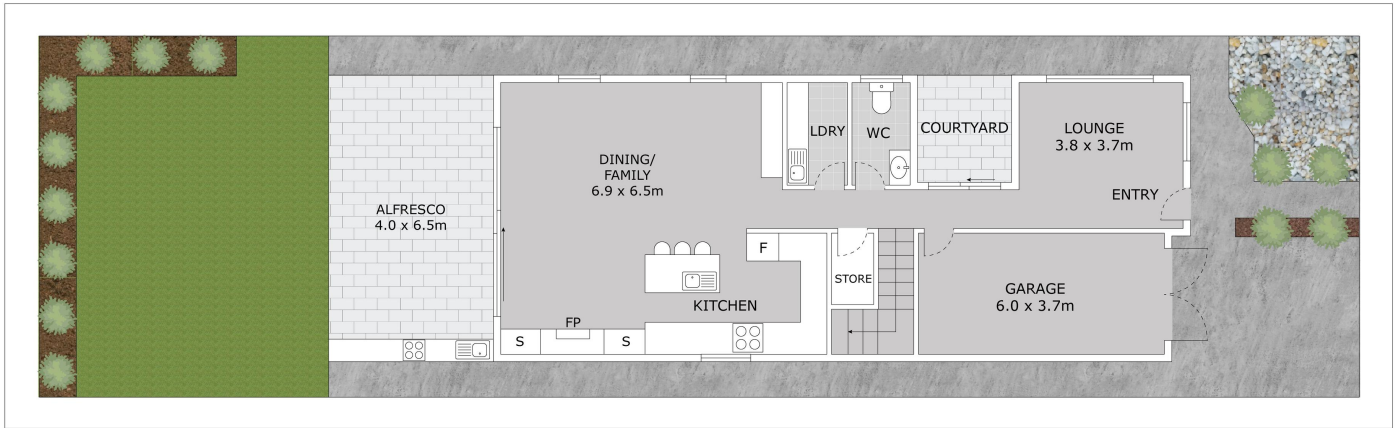 ALFRESCO
4.0 x 6.5m
DINING/
FAMILY
6.9 x 6.5m
S
FP
S
KITCHEN
F
LDRY
WC
COURTYARD
STORE
LOUNGE
3.8 x 3.7m
ENTRY
GARAGE
6.0 x 3.7m